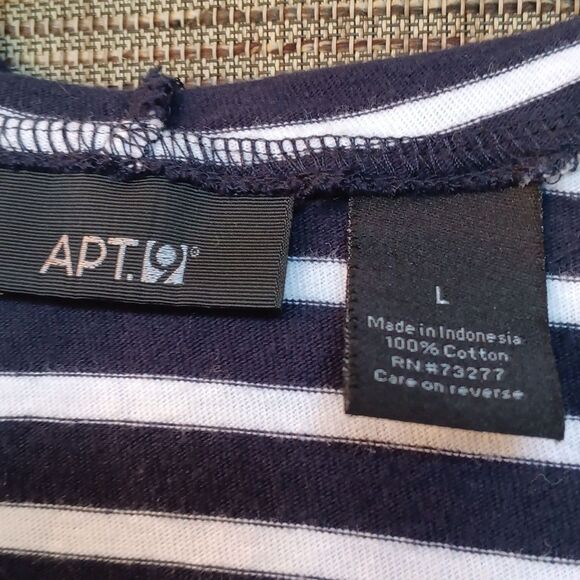 APT.9®
L
Made in Indonesia
100% Cotton
RN#73277
Care on reverse